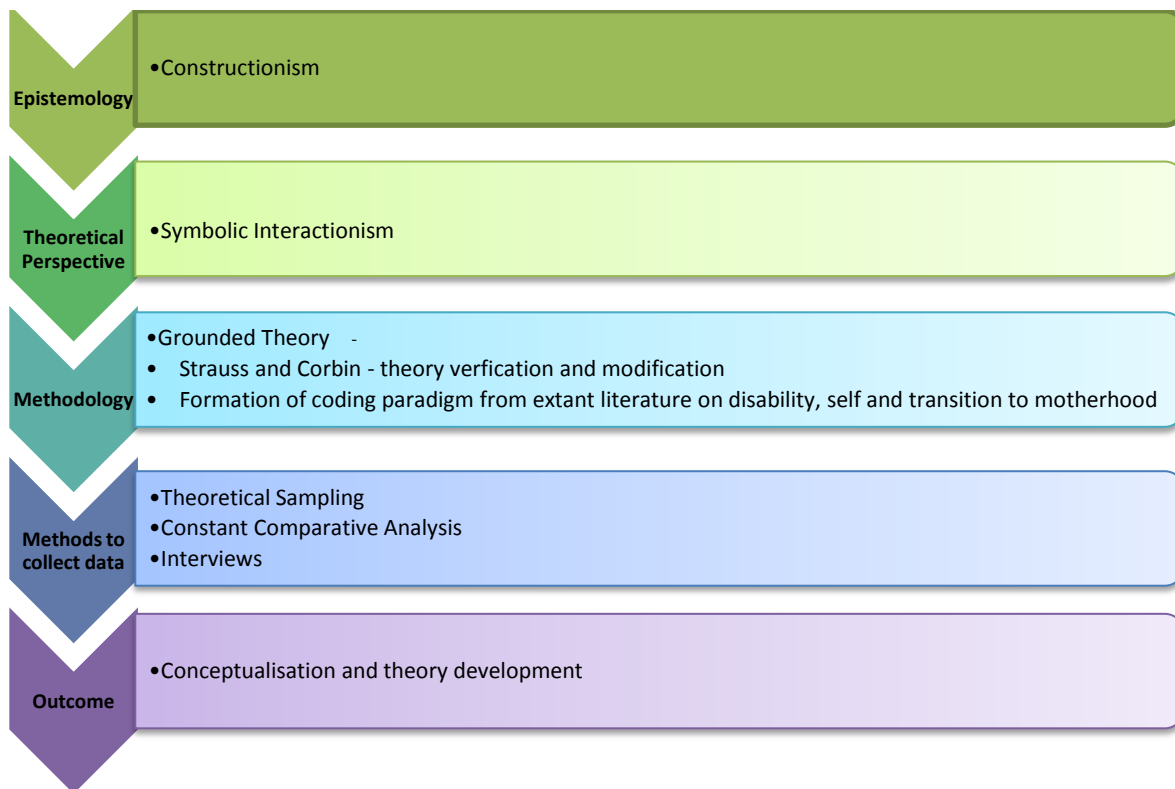 Epistemology
•Constructionism
Theoretical
Perspective
•Symbolic Interactionism
Methodology
•Grounded Theory -
• Strauss and Corbin - theory verfication and modification
• Formation of coding paradigm from extant literature on disability, self and transition to motherhood
Methods to
collect data
•Theoretical Sampling
•Constant Comparative Analysis
•Interviews
Outcome
•Conceptualisation and theory development